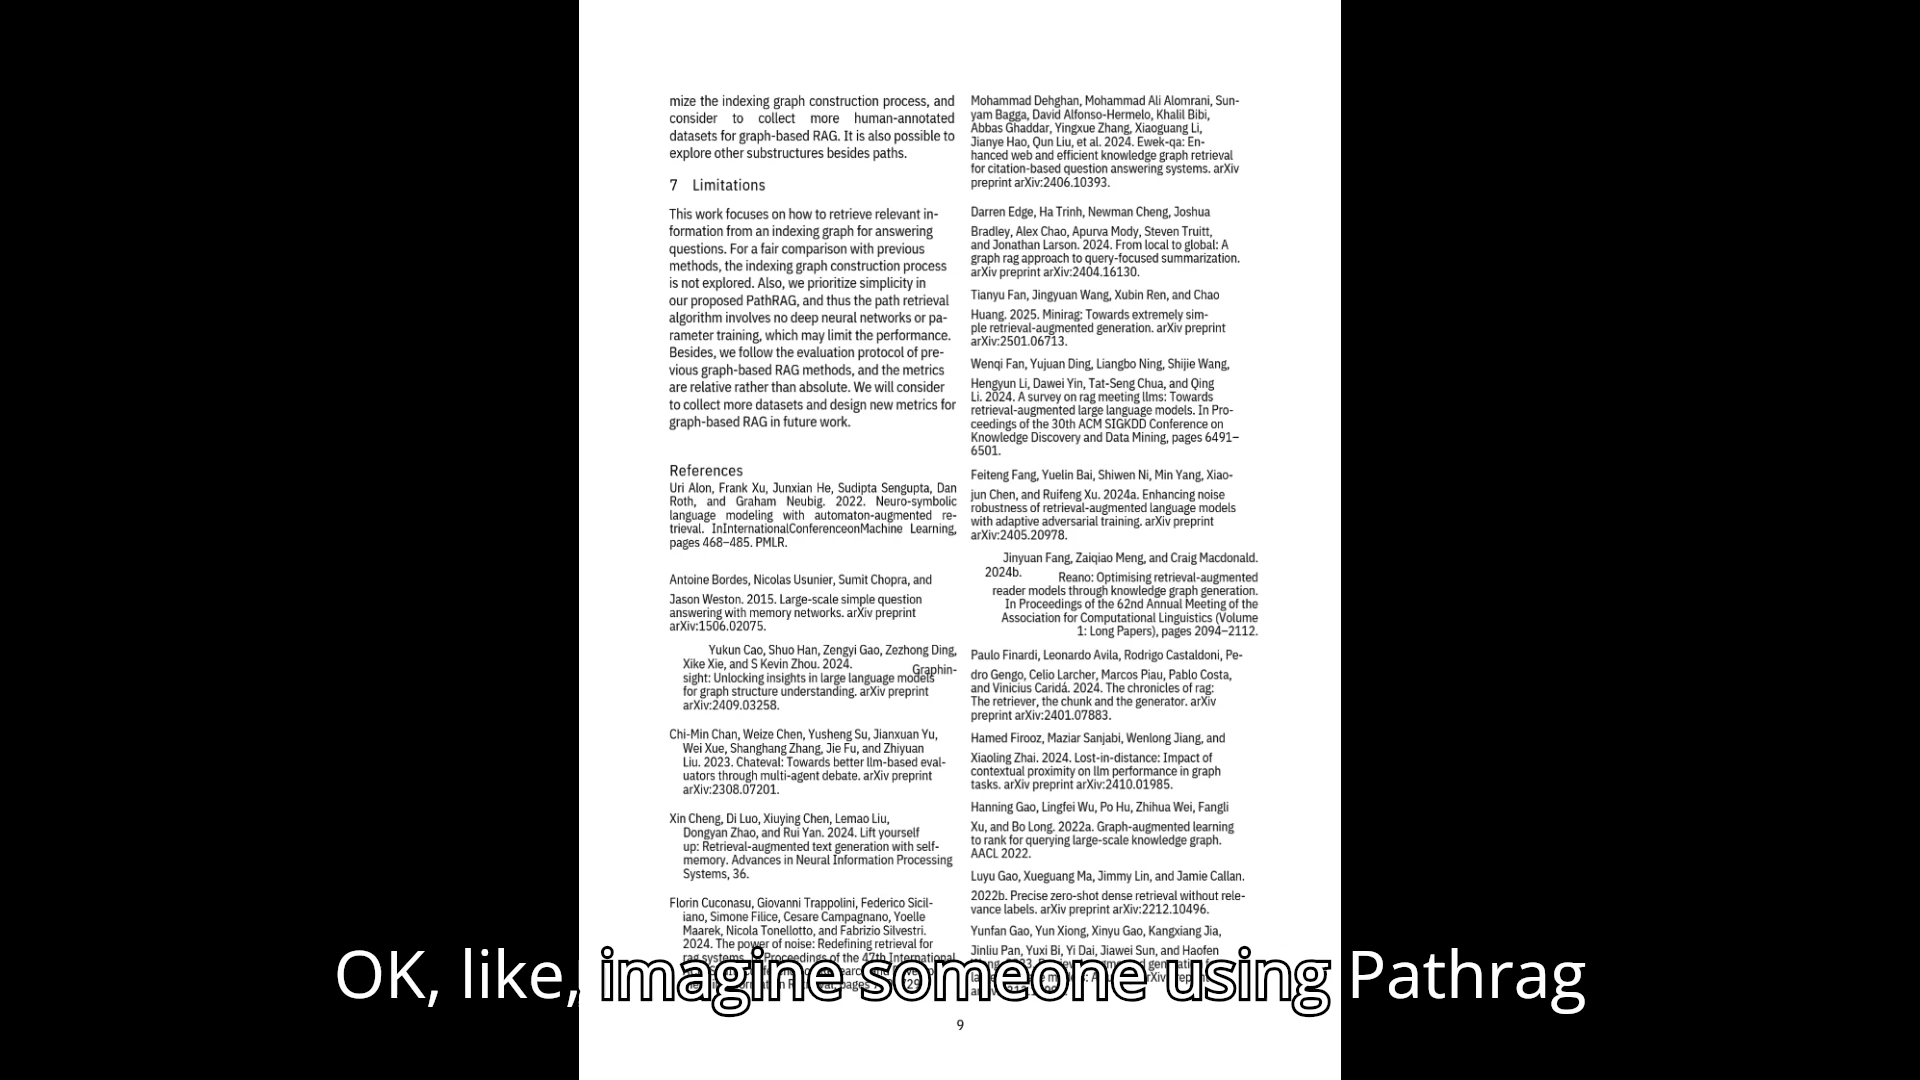 mize the indexing graph construction process, and
consider to collect more human-annotated
datasets for graph-based RAG. It is also possible to
explore other substructures besides paths.
7 Limitations
This work focuses on how to retrieve relevant in-
formation from an indexing graph for answering
questions. For a fair comparison with previous
methods, the indexing graph construction process
is not explored. Also, we prioritize simplicity in
our proposed PathRAG, and thus the path retrieval
algorithm involves no deep neural networks or pa-
rameter training, which may limit the performance.
Besides, we follow the evaluation protocol of pre-
vious graph-based RAG methods, and the metrics
are relative rather than absolute. We will consider
to collect more datasets and design new metrics for
graph-based RAG in future work.
References
Uri Alon, Frank Xu, Junxian He, Sudipta Sengupta, Dan
Roth, and Graham Neubig. 2022. Neuro-symbolic
language modeling with automaton-augmented re-
trieval. InInternationalConferenceonMachine Learning,
pages 468–485. PMLR.
Antoine Bordes, Nicolas Usunier, Sumit Chopra, and
Jason Weston. 2015. Large-scale simple question
answering with memory networks. arXiv preprint
arXiv:1506.02075.
Yukun Cao, Shuo Han, Zengyi Gao, Zezhong Ding,
Xike Xie, and S Kevin Zhou. 2024.
Graphin-
sight: Unlocking insights in large language models
for graph structure understanding. arXiv preprint
arXiv:2409.03258.
Chi-Min Chan, Weize Chen, Yusheng Su, Jianxuan Yu,
Wei Xue, Shanghang Zhang, Jie Fu, and Zhiyuan
Liu. 2023. Chateval: Towards better llm-based eval-
uators through multi-agent debate. arXiv preprint
arXiv:2308.07201.
Xin Cheng, Di Luo, Xiuying Chen, Lemao Liu,
Dongyan Zhao, and Rui Yan. 2024. Lift yourself
up: Retrieval-augmented text generation with self-
memory. Advances in Neural Information Processing
Systems, 36.
Florin Cuconasu, Giovanni Trappolini, Federico Sicil-
iano, Simone Filice, Cesare Campagnano, Yoelle
Maarek, Nicola Tonellotto, and Fabrizio Silvestri.
2024. The power of noise: Redefining retrieval for
rag systems. In Proceedings of the 47th International
Mohammad Dehghan, Mohammad Ali Alomrani, Sun-
yam Bagga, David Alfonso-Hermelo, Khalil Bibi,
Abbas Ghaddar, Yingxue Zhang, Xiaoguang Li,
Jianye Hao, Qun Liu, et al. 2024. Ewek-qa: En-
hanced web and efficient knowledge graph retrieval
for citation-based question answering systems. arXiv
preprint arXiv:2406.10393.
Darren Edge, Ha Trinh, Newman Cheng, Joshua
Bradley, Alex Chao, Apurva Mody, Steven Truitt,
and Jonathan Larson. 2024. From local to global: A
graph rag approach to query-focused summarization.
arXiv preprint arXiv:2404.16130.
Tianyu Fan, Jingyuan Wang, Xubin Ren, and Chao
Huang. 2025. Minirag: Towards extremely sim-
ple retrieval-augmented generation. arXiv preprint
arXiv:2501.06713.
Wenqi Fan, Yujuan Ding, Liangbo Ning, Shijie Wang,
Hengyun Li, Dawei Yin, Tat-Seng Chua, and Qing
Li. 2024. A survey on rag meeting llms: Towards
retrieval-augmented large language models. In Pro-
ceedings of the 30th ACM SIGKDD Conference on
Knowledge Discovery and Data Mining, pages 6491–
6501.
Feiteng Fang, Yuelin Bai, Shiwen Ni, Min Yang, Xiao-
jun Chen, and Ruifeng Xu. 2024a. Enhancing noise
robustness of retrieval-augmented language models
with adaptive adversarial training. arXiv preprint
arXiv:2405.20978.
Jinyuan Fang, Zaiqiao Meng, and Craig Macdonald.
2024b.
Reano: Optimising retrieval-augmented
reader models through knowledge graph generation.
In Proceedings of the 62nd Annual Meeting of the
Association for Computational Linguistics (Volume
1: Long Papers), pages 2094–2112.
Paulo Finardi, Leonardo Avila, Rodrigo Castaldoni, Pe-
dro Gengo, Celio Larcher, Marcos Piau, Pablo Costa,
and Vinicius Caridá. 2024. The chronicles of rag:
The retriever, the chunk and the generator. arXiv
preprint arXiv:2401.07883.
Hamed Firooz, Maziar Sanjabi, Wenlong Jiang, and
Xiaoling Zhai. 2024. Lost-in-distance: Impact of
contextual proximity on llm performance in graph
tasks. arXiv preprint arXiv:2410.01985.
Hanning Gao, Lingfei Wu, Po Hu, Zhihua Wei, Fangli
Xu, and Bo Long. 2022a. Graph-augmented learning
to rank for querying large-scale knowledge graph.
AACL 2022.
Luyu Gao, Xueguang Ma, Jimmy Lin, and Jamie Callan.
2022b. Precise zero-shot dense retrieval without rele-
vance labels. arXiv preprint arXiv:2212.10496.
Yunfan Gao, Yun Xiong, Xinyu Gao, Kangxiang Jia,
Jinliu Pan, Yuxi Bi, Yi Dai, Jiawei Sun, and Haofen
OK, like, imagine someone using Pathrag
9